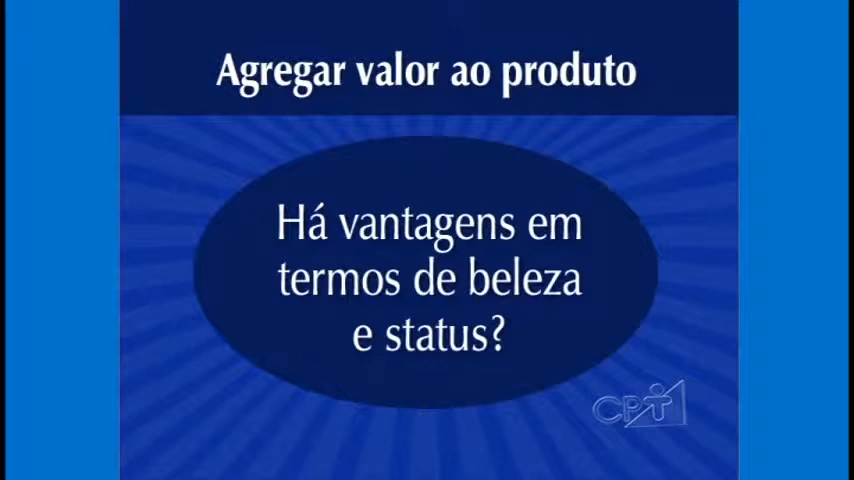 Agregar valor ao produto
Há vantagens em
termos de beleza
e status?
CPT